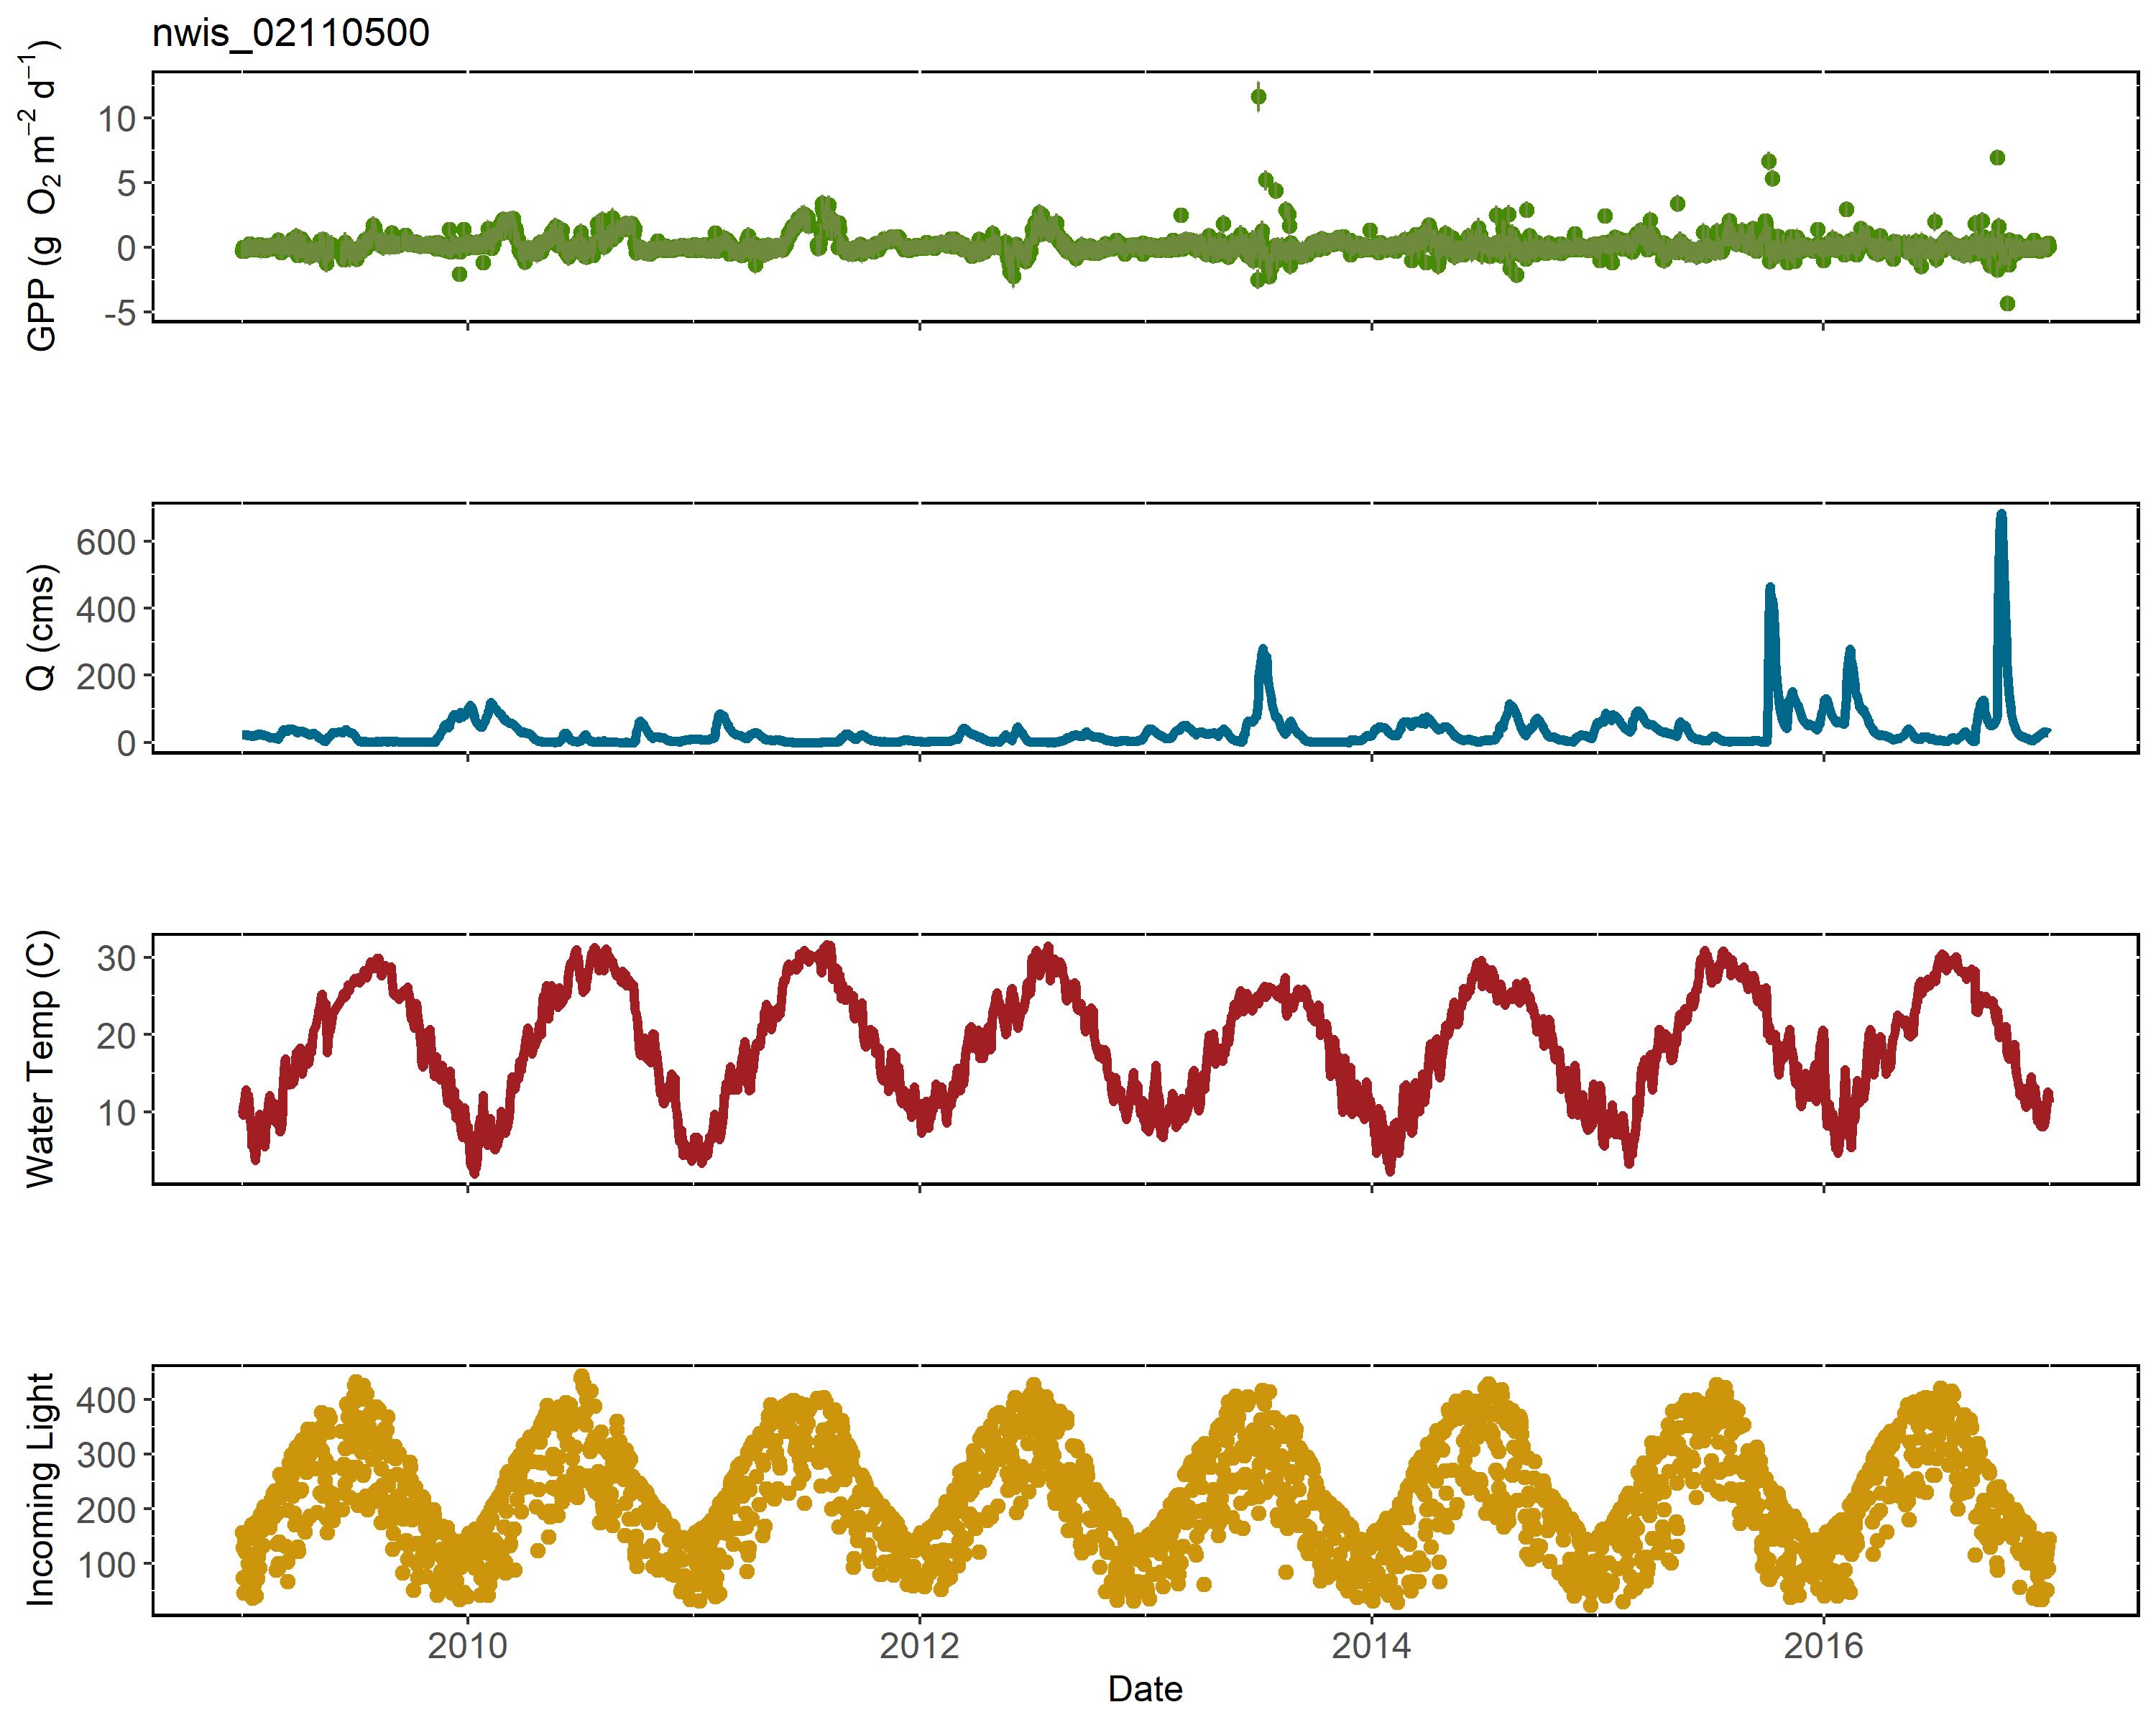 nwis_02110500
GPP (g O₂ m⁻² d⁻¹)
10
5
0
-5
Q (cms)
600
400
200
0
Water Temp (C)
30
20
10
Incoming Light
400
300
200
100
2010 2012 2014 2016
Date